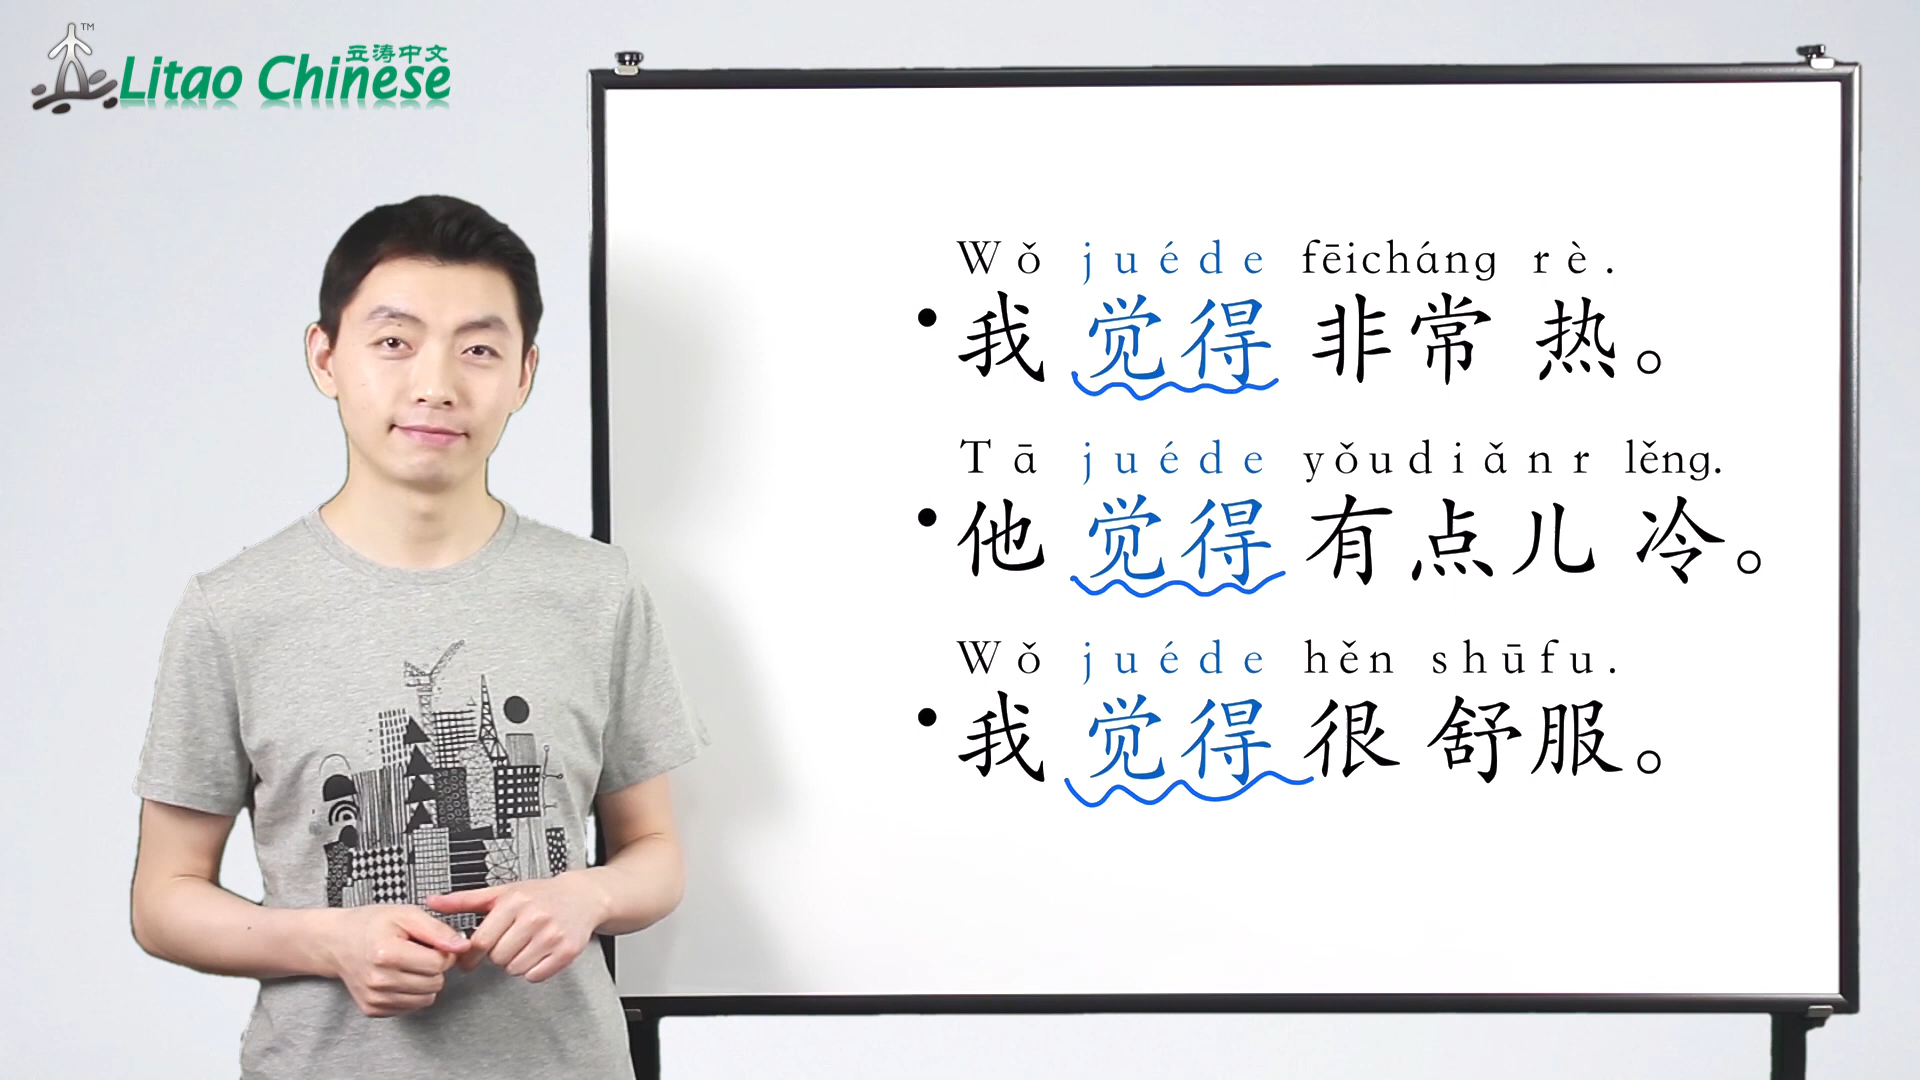 TM
立涛中文
Litao Chinese
Wǒ juéde fēicháng rè.
• 我 觉得 非常 热。
Tā juéde yǒudiǎnr lěng.
• 他 觉得 有点儿 冷。
Wǒ juéde hěn shūfu.
• 我 觉得 很 舒服。